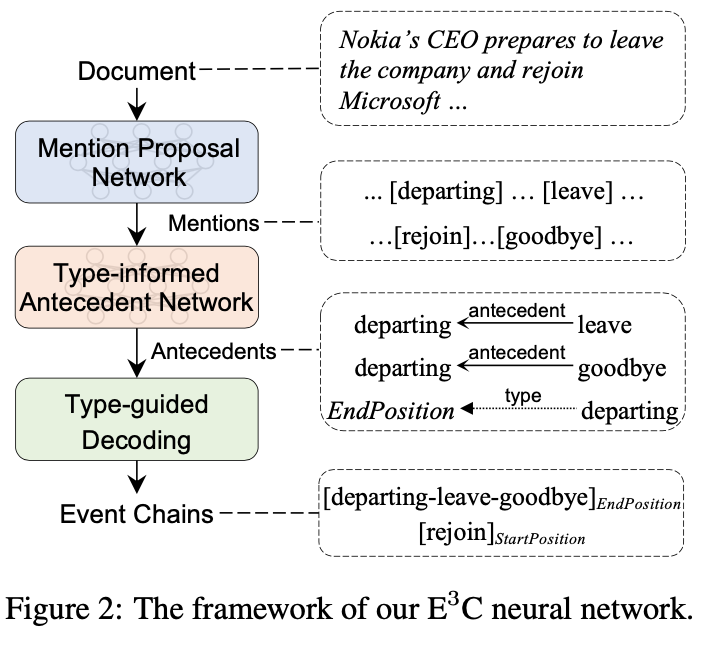 Document
Nokia's CEO prepares to leave
the company and rejoin
Microsoft ...
Mention Proposal
Network
Mentions
... [departing] ... [leave] ...
...[rejoin]...[goodbye] ...
Type-informed
Antecedent Network
Antecedents
departing antecedent leave
departing antecedent goodbye
EndPosition type departing
Type-guided
Decoding
Event Chains
[departing-leave-goodbye]EndPosition
[rejoin]StartPosition
Figure 2: The framework of our E³C neural network.